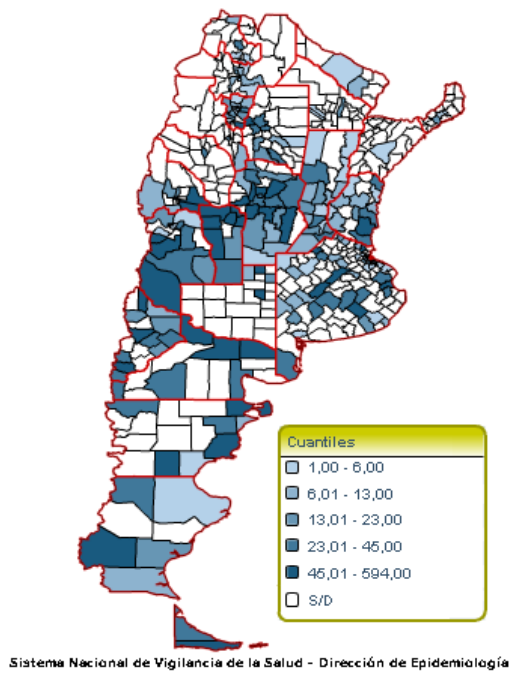 Cuantiles
1,00 - 6,00
6,01 - 13,00
13,01 - 23,00
23,01 - 45,00
45,01 - 594,00
S/D
Sistema Nacional de Vigilancia de la Salud - Dirección de Epidemiología